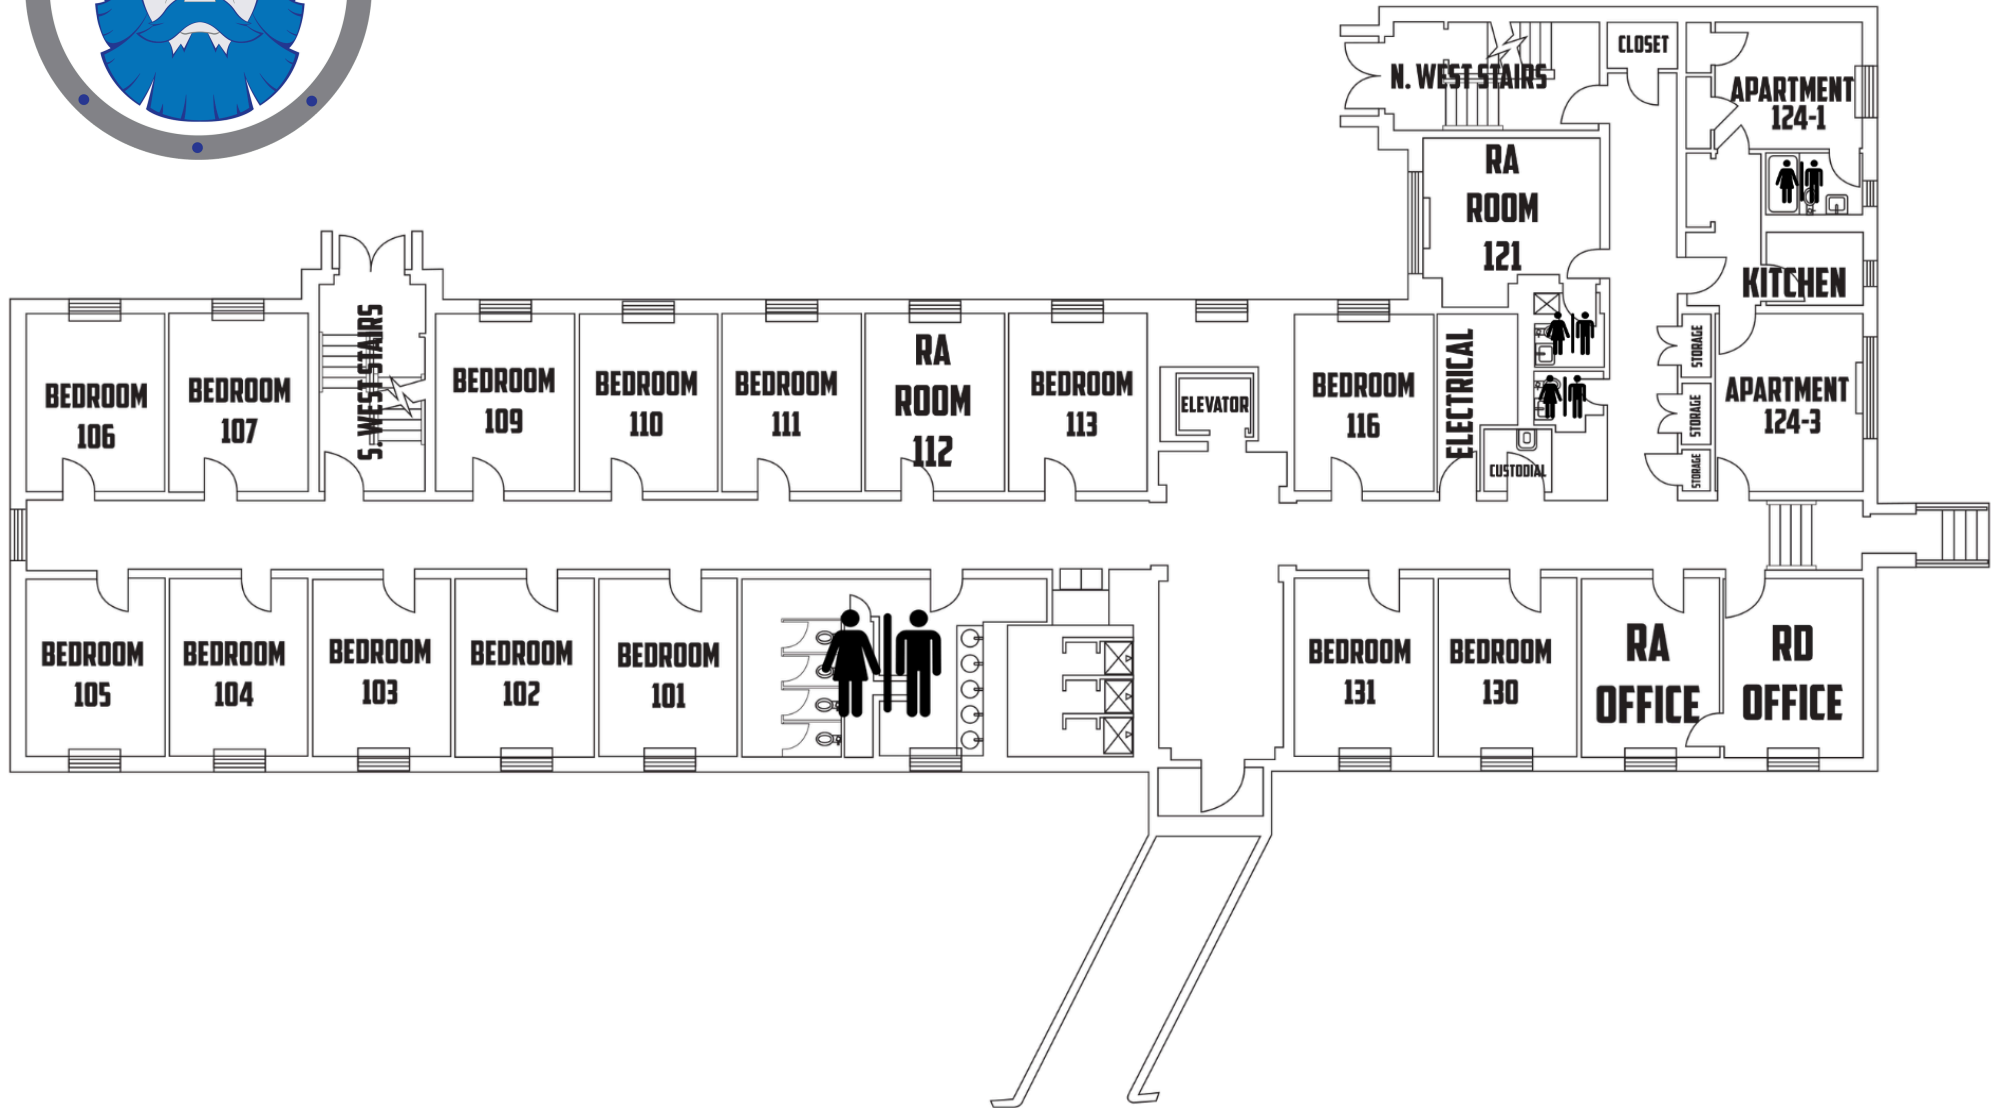 N. WEST STAIRS
CLOSET
APARTMENT
124-1
RA
ROOM
121
KITCHEN
BEDROOM
106
BEDROOM
107
S. WEST STAIRS
BEDROOM
109
BEDROOM
110
BEDROOM
111
RA
ROOM
112
BEDROOM
113
ELEVATOR
BEDROOM
116
ELECTRICAL
CUSTODIAL
STORAGE
STORAGE
STORAGE
APARTMENT
124-3
BEDROOM
105
BEDROOM
104
BEDROOM
103
BEDROOM
102
BEDROOM
101
BEDROOM
131
BEDROOM
130
RA
OFFICE
RD
OFFICE